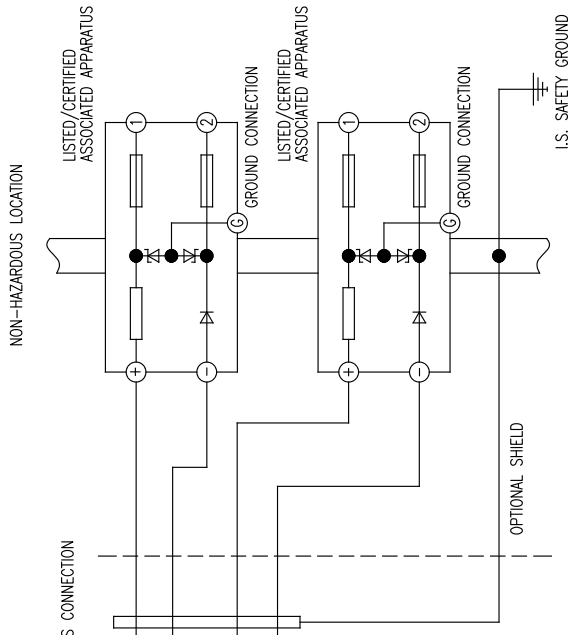 NON-HAZARDOUS LOCATION
LISTED/CERTIFIED
ASSOCIATED APPARATUS
1
2
+
-
G
GROUND CONNECTION
LISTED/CERTIFIED
ASSOCIATED APPARATUS
1
2
+
-
G
GROUND CONNECTION
S CONNECTION
OPTIONAL SHIELD
I.S. SAFETY GROUND